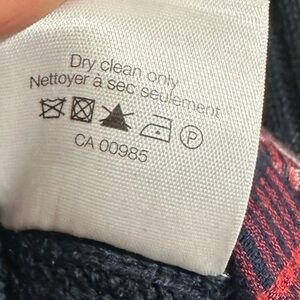 Dry clean only
Nettoyer à sec seulement
P
CA 00985